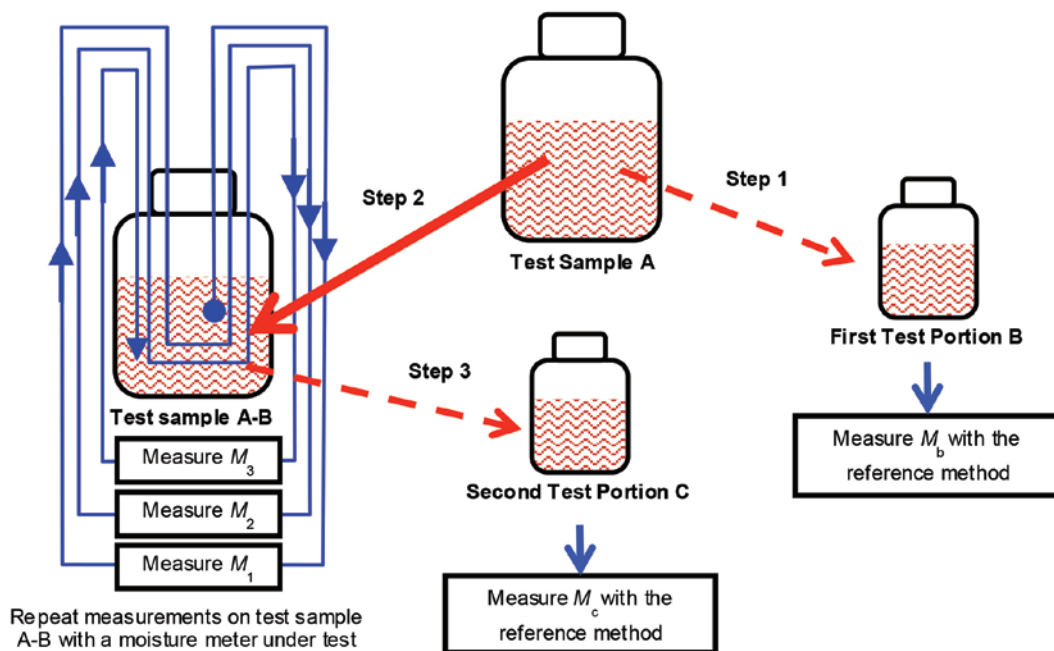 Step 2
Step 1
Test Sample A
First Test Portion B
Step 3
Test sample A-B
Measure M3
Measure M2
Measure M1
Repeat measurements on test sample
A-B with a moisture meter under test
Second Test Portion C
Measure Mc with the
reference method
Measure Mb with the
reference method